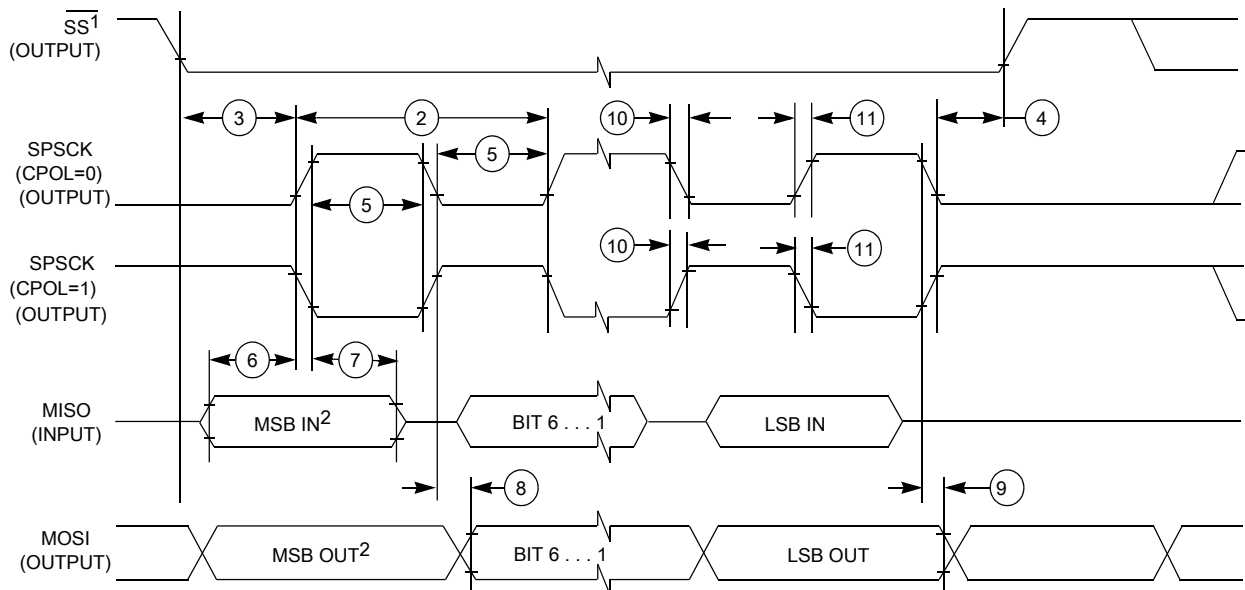 SS¹
(OUTPUT)
3
2
10
11
4
5
SPSCK
(CPOL=0)
(OUTPUT)
5
10
11
SPSCK
(CPOL=1)
(OUTPUT)
6
7
MISO
(INPUT)
MSB IN²
BIT 6 . . . 1
LSB IN
8
9
MOSI
(OUTPUT)
MSB OUT²
BIT 6 . . . 1
LSB OUT